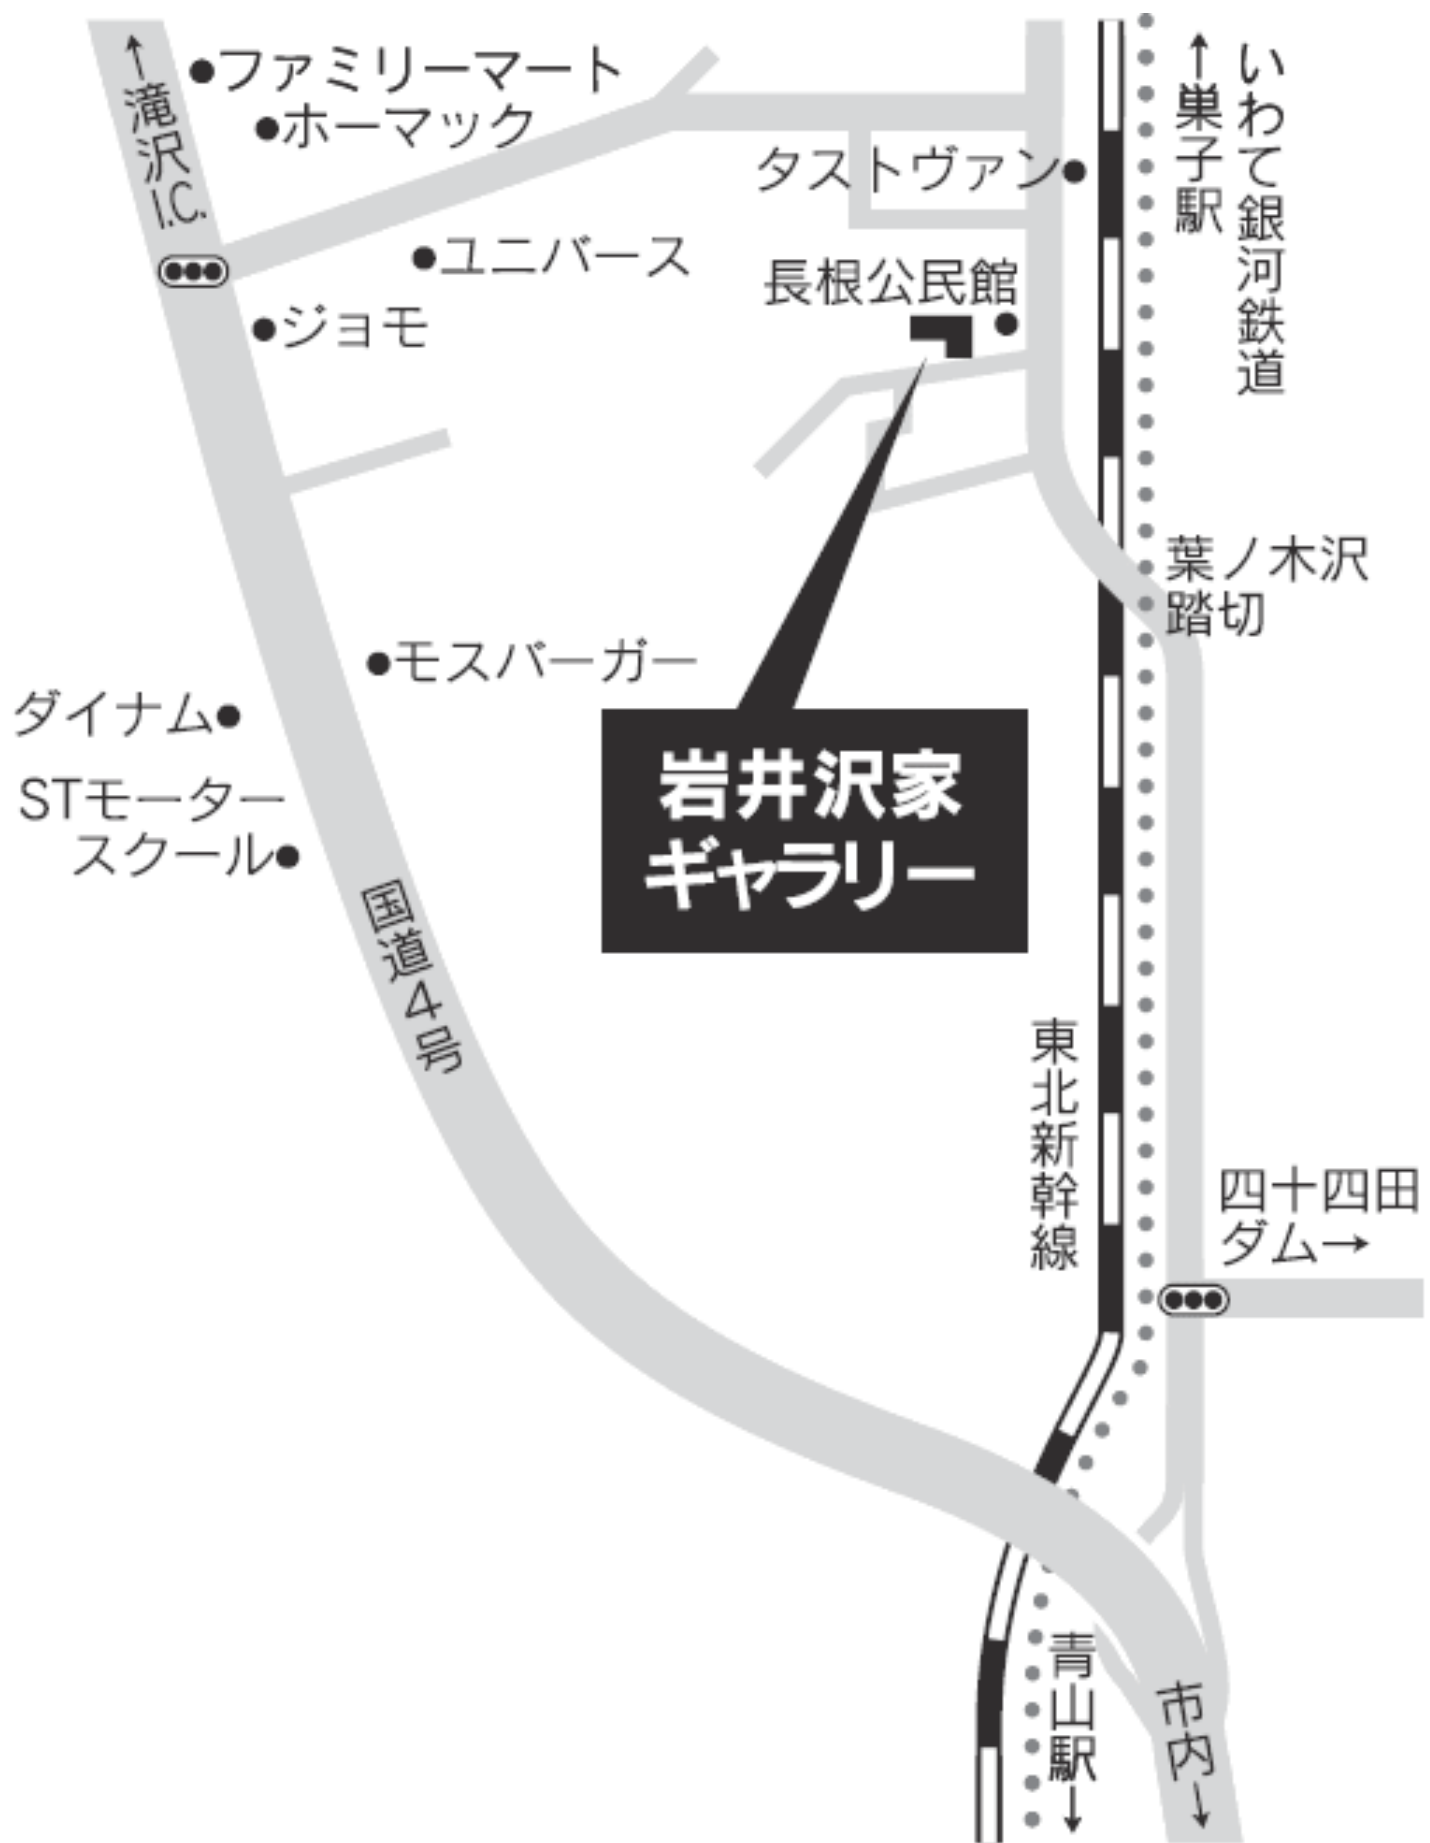 ←滝沢I.C.
ファミリーマート
ホーマック
タストヴァン
いわて銀河鉄道
←巣子駅
ユニバース
長根公民館
ジョモ
葉ノ木沢
踏切
モスバーガー
ダイナム
STモーター
スクール
岩井沢家
ギャラリー
国道4号
東北新幹線
四十四田
ダム→
青山駅→
市内→